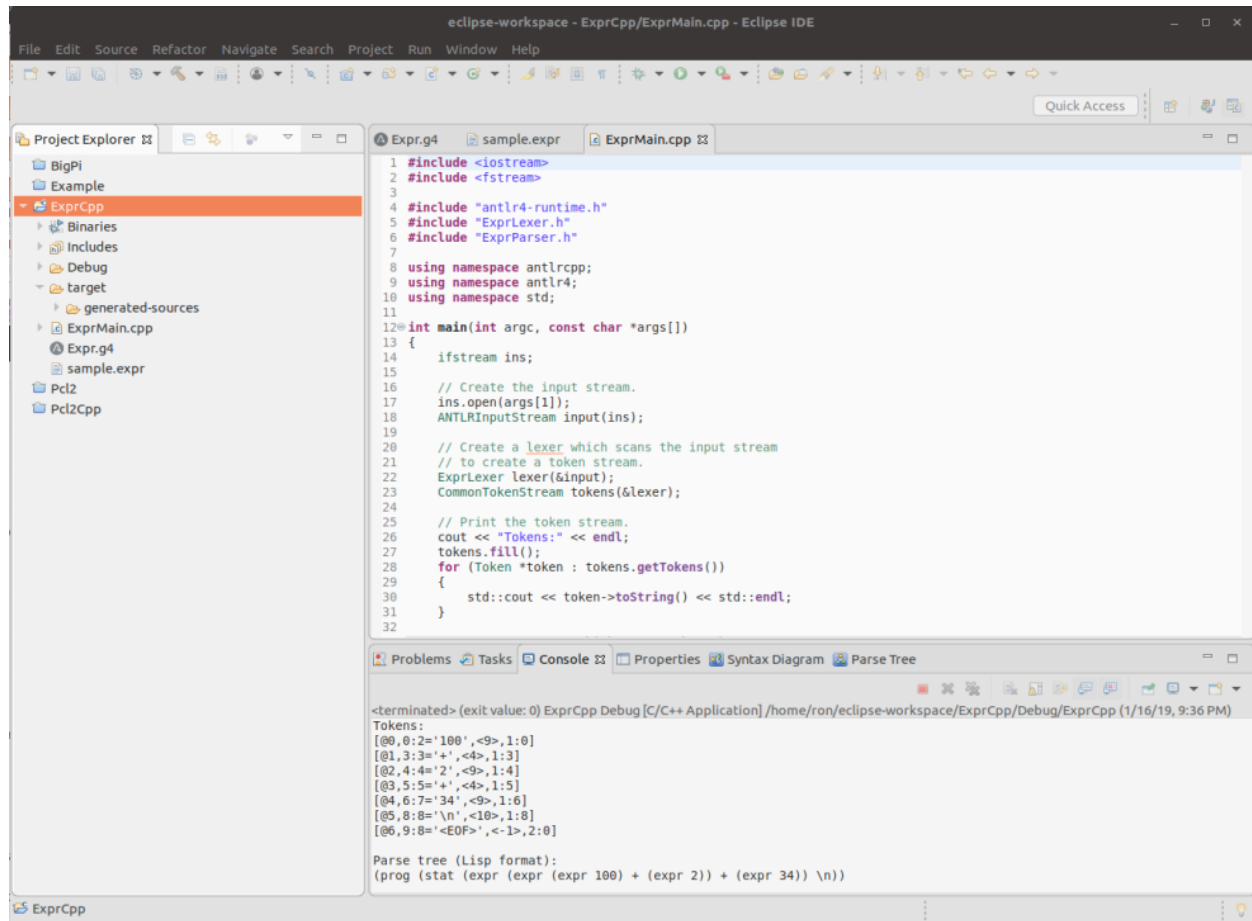 eclipse-workspace - ExprCpp/ExprMain.cpp - Eclipse IDE
File Edit Source Refactor Navigate Search Project Run Window Help
Quick Access
Project Explorer
BigPi
Example
ExprCpp
Binaries
Includes
Debug
target
generated-sources
ExprMain.cpp
Expr.g4
sample.expr
Pcl2
Pcl2Cpp
Expr.g4 sample.expr ExprMain.cpp
1 #include <iostream>
2 #include <fstream>
3
4 #include "antlr4-runtime.h"
5 #include "ExprLexer.h"
6 #include "ExprParser.h"
7
8 using namespace antlrcpp;
9 using namespace antlr4;
10 using namespace std;
11
12 int main(int argc, const char *args[])
13 {
14 ifstream ins;
15
16 // Create the input stream.
17 ins.open(args[1]);
18 ANTLRInputStream input(ins);
19
20 // Create a lexer which scans the input stream
21 // to create a token stream.
22 ExprLexer lexer(&input);
23 CommonTokenStream tokens(&lexer);
24
25 // Print the token stream.
26 cout << "Tokens:" << endl;
27 tokens.fill();
28 for (Token *token : tokens.getTokens())
29 {
30 std::cout << token->toString() << std::endl;
31 }
32
Problems Tasks Console Properties Syntax Diagram Parse Tree
<terminated> (exit value: 0) ExprCpp Debug [C/C++ Application] /home/ron/eclipse-workspace/ExprCpp/Debug/ExprCpp (1/16/19, 9:36 PM)
Tokens:
[@0,0:2='100',<9>,1:0]
[@1,3:3='+',<4>,1:3]
[@2,4:4='2',<9>,1:4]
[@3,5:5='+',<4>,1:5]
[@4,6:7='34',<9>,1:6]
[@5,8:8='\n',<10>,1:8]
[@6,9:8='<EOF>',<-1>,2:0]
Parse tree (Lisp format):
(prog (stat (expr (expr (expr 100) + (expr 2)) + (expr 34)) \n))
ExprCpp